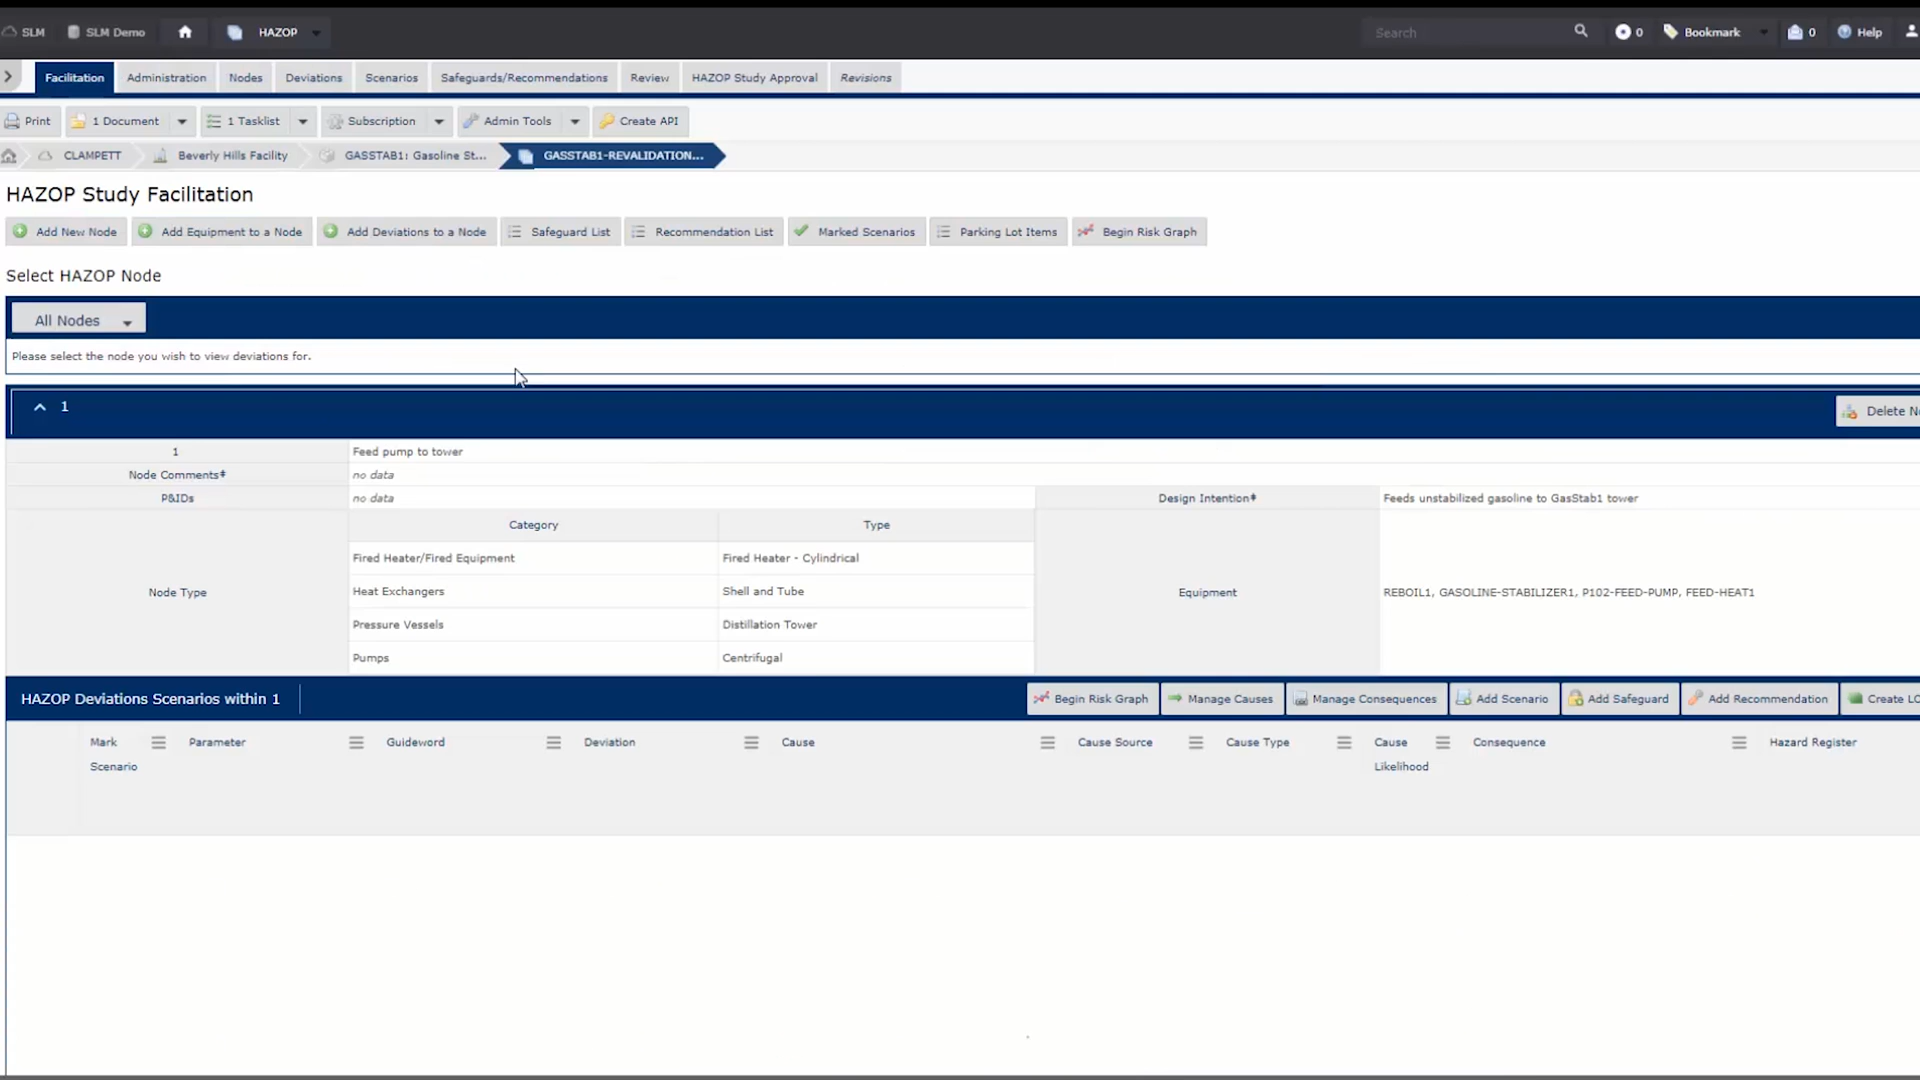 SLM SLM Demo HAZOP Search 0 Bookmark 0 Help
Facilitation Administration Nodes Deviations Scenarios Safeguards/Recommendations Review HAZOP Study Approval Revisions
Print 1 Document 1 Tasklist Subscription Admin Tools Create API
CLAMPETT Beverly Hills Facility GASSTAB1: Gasoline St... GASSTAB1-REVALIDATION...
HAZOP Study Facilitation
Add New Node Add Equipment to a Node Add Deviations to a Node Safeguard List Recommendation List Marked Scenarios Parking Lot Items Begin Risk Graph
Select HAZOP Node
All Nodes
Please select the node you wish to view deviations for.
1 Delete No
1 Feed pump to tower
Node Comments‡ no data
P&IDs no data Design Intention‡ Feeds unstabilized gasoline to GasStab1 tower
Category Type
Fired Heater/Fired Equipment Fired Heater - Cylindrical
Node Type Heat Exchangers Shell and Tube Equipment REBOIL1, GASOLINE-STABILIZER1, P102-FEED-PUMP, FEED-HEAT1
Pressure Vessels Distillation Tower
Pumps Centrifugal
HAZOP Deviations Scenarios within 1 Begin Risk Graph Manage Causes Manage Consequences Add Scenario Add Safeguard Add Recommendation Create LO
Mark Parameter Guideword Deviation Cause Cause Source Cause Type Cause Consequence Hazard Register
Scenario Likelihood